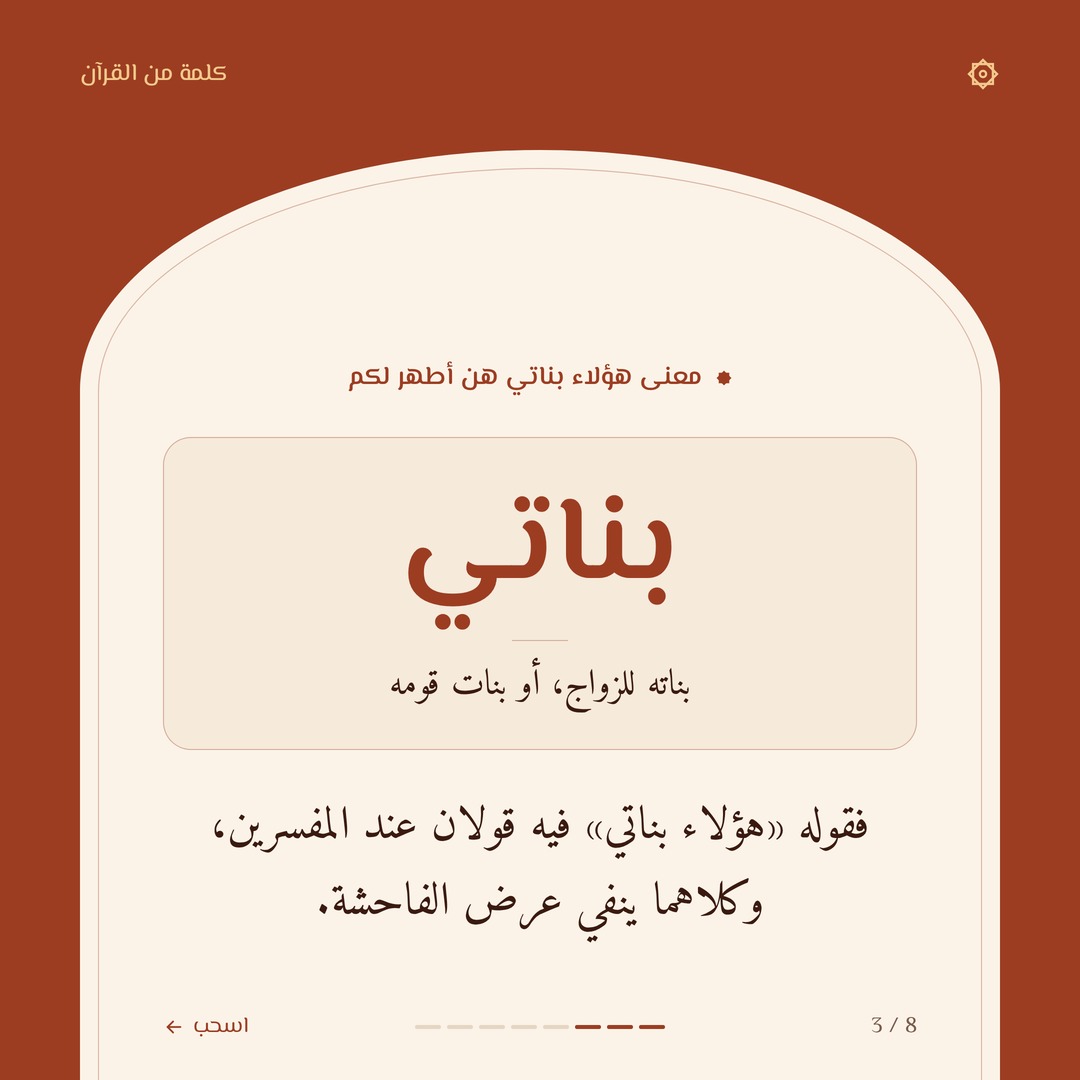 كلمة من القرآن
معنى هؤلاء بناتي هن أطهر لكم
بناتي
بناته للزواج، أو بنات قومه
فقوله «هؤلاء بناتي» فيه قولان عند المفسرين،
وكلاهما ينفي عرض الفاحشة.
3 / 8
اسحب ←